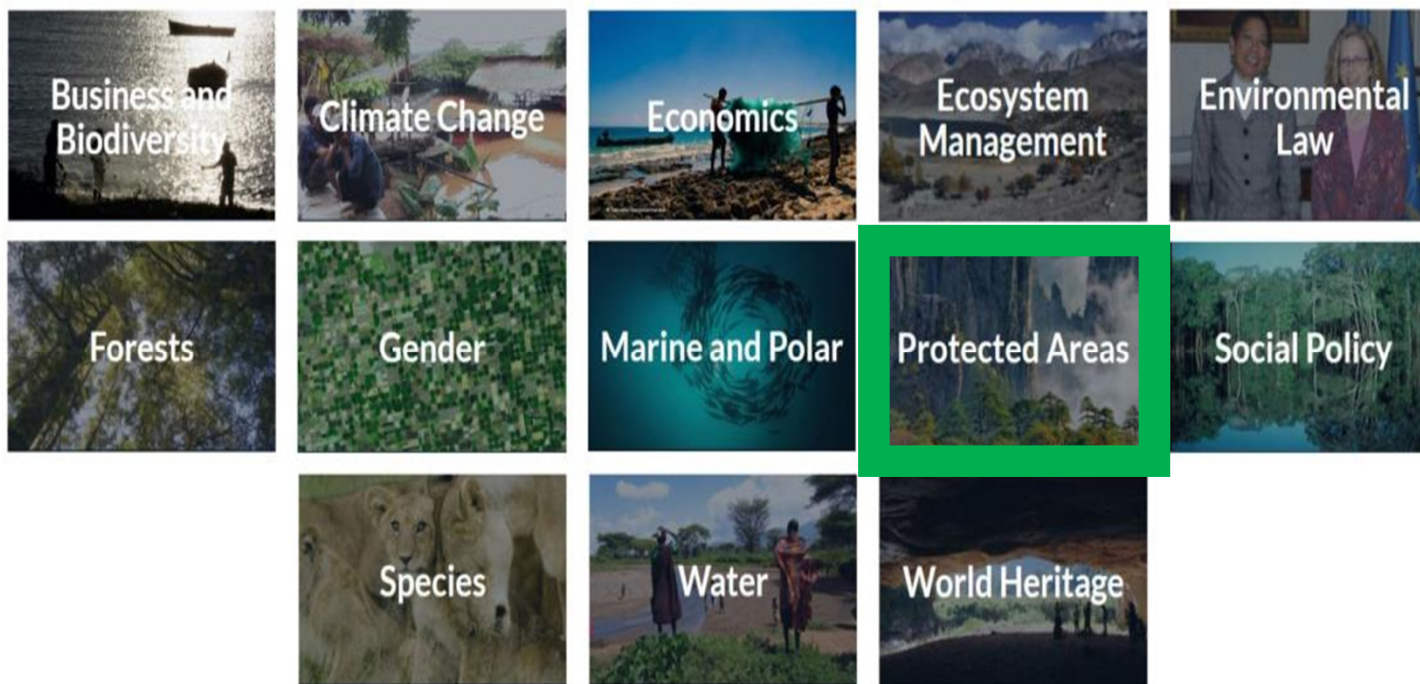 Business and
Biodiversity
Climate Change
Economics
Ecosystem
Management
Environmental
Law
Forests
Gender
Marine and Polar
Protected Areas
Social Policy
Species
Water
World Heritage